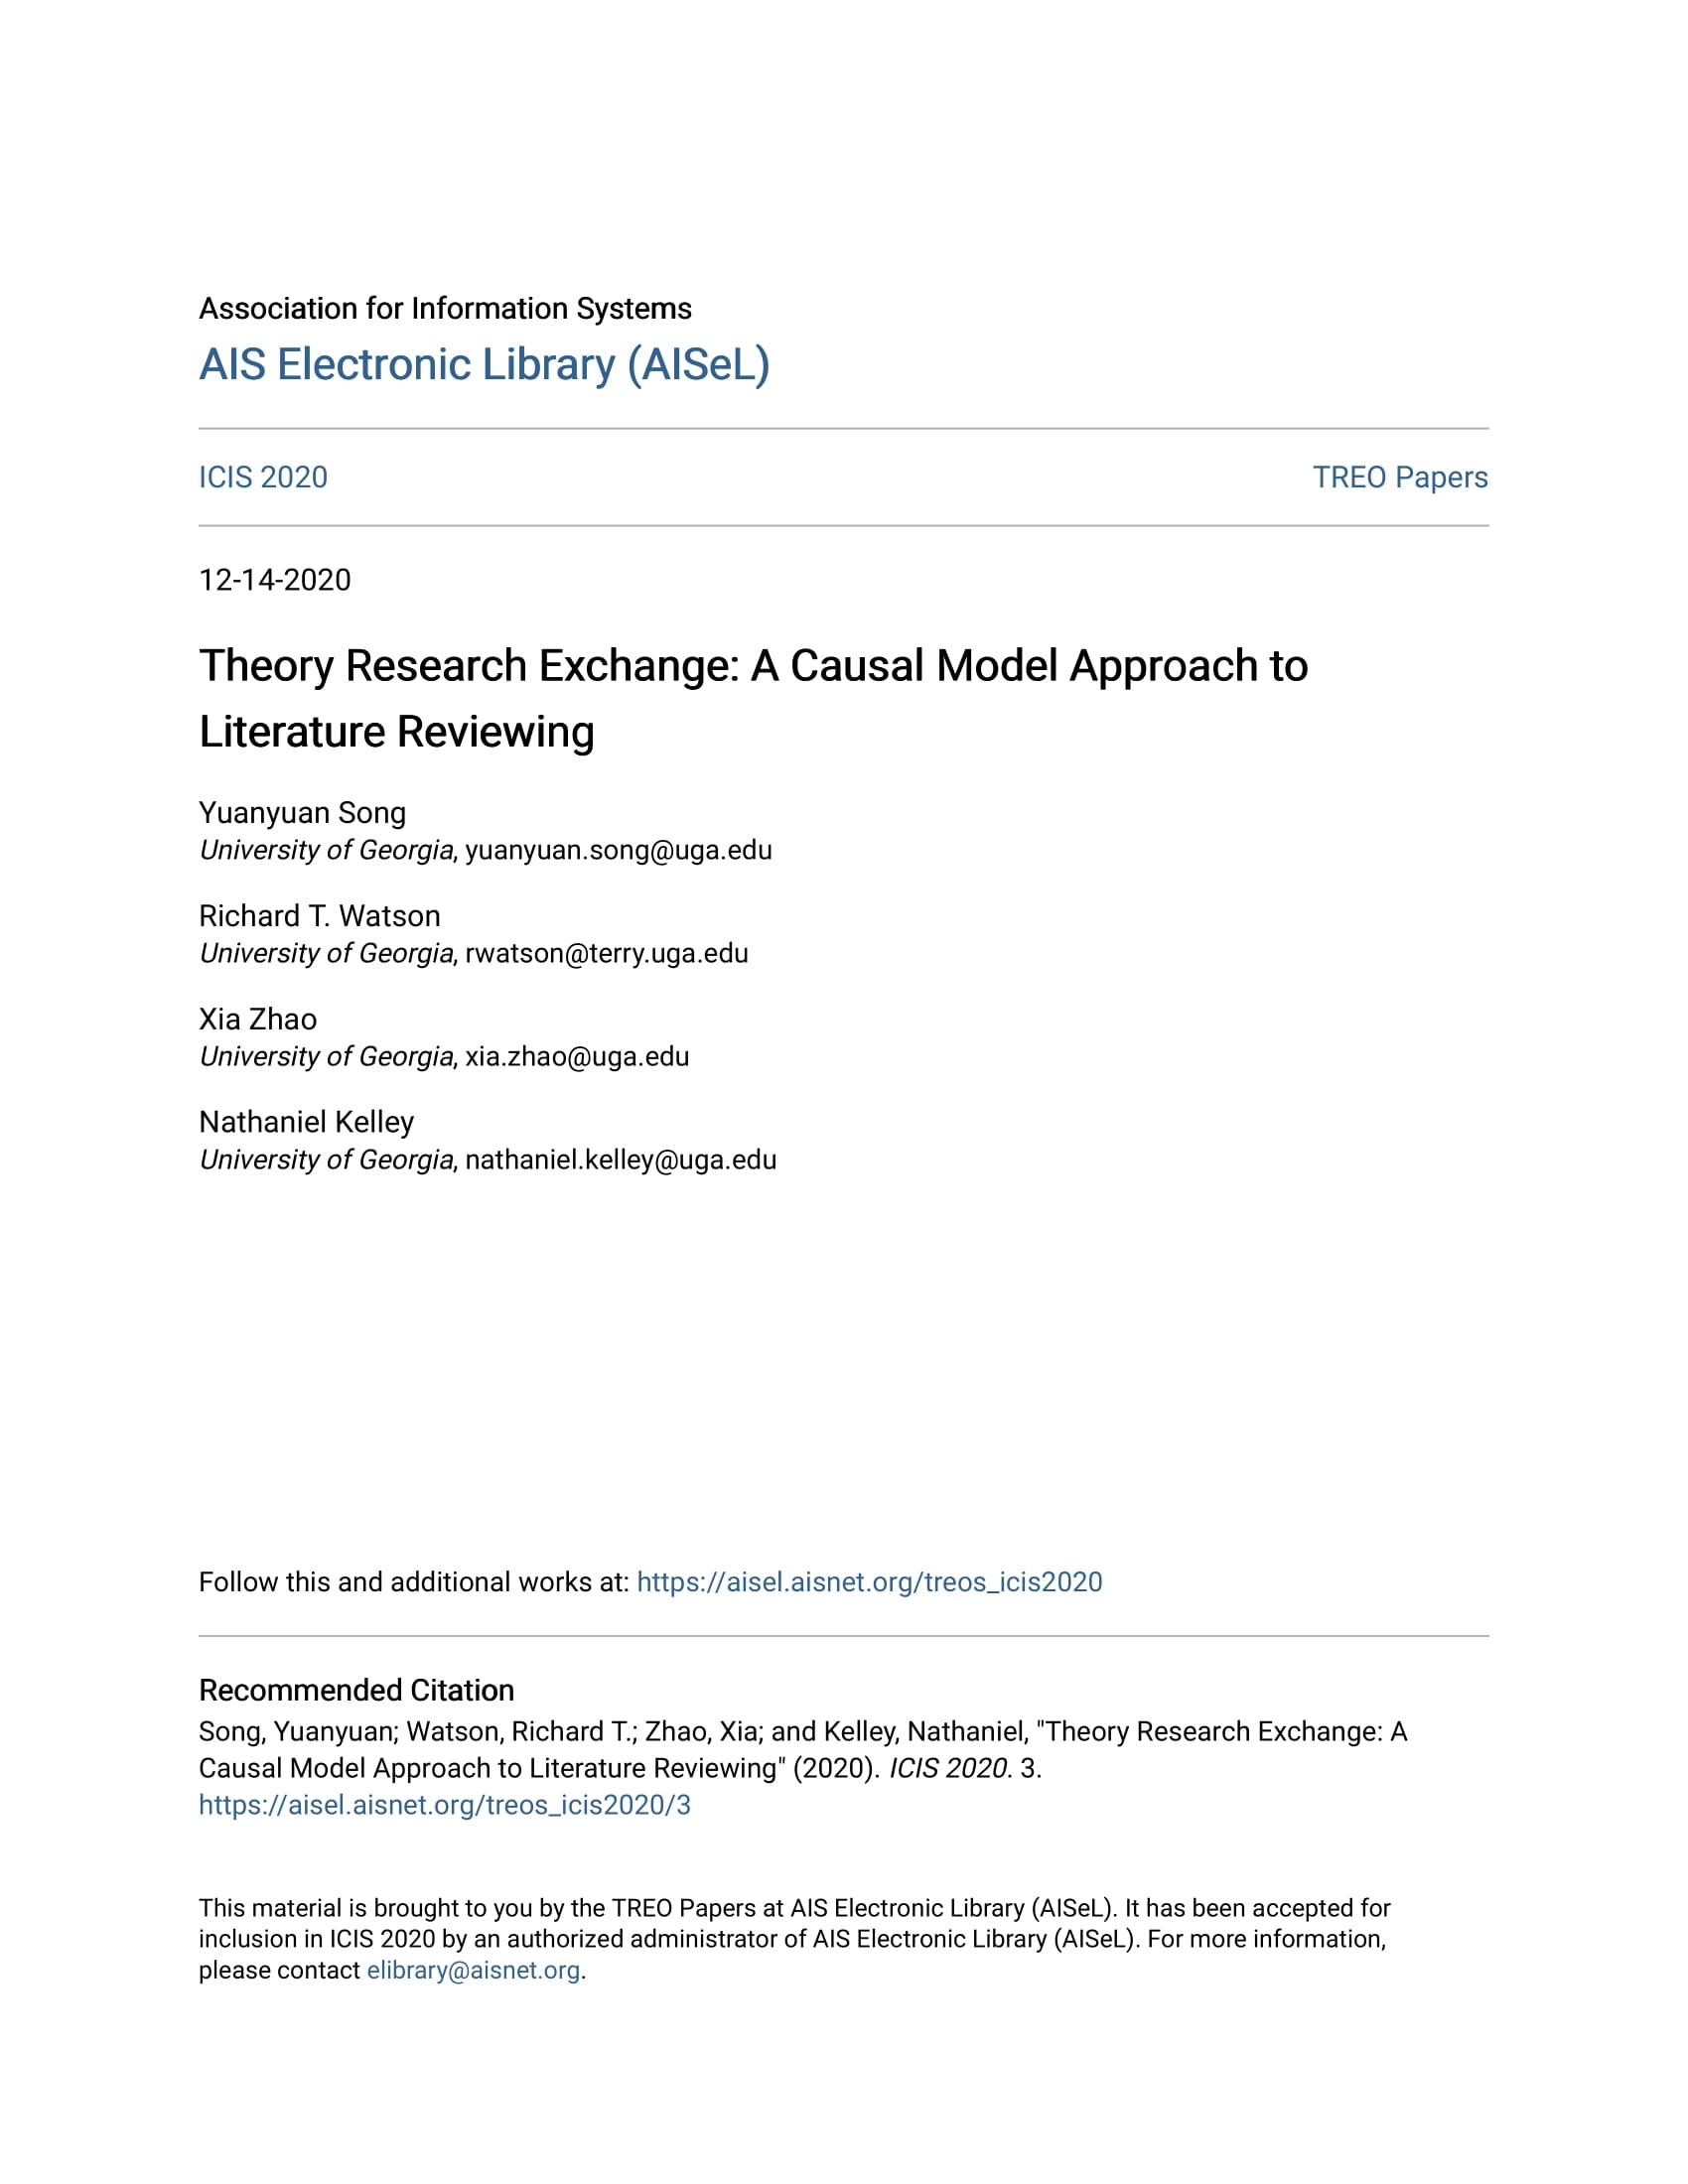 Association for Information Systems
AIS Electronic Library (AISeL)
ICIS 2020
TREO Papers
12-14-2020
Theory Research Exchange: A Causal Model Approach to
Literature Reviewing
Yuanyuan Song
University of Georgia, yuanyuan.song@uga.edu
Richard T. Watson
University of Georgia, rwatson@terry.uga.edu
Xia Zhao
University of Georgia, xia.zhao@uga.edu
Nathaniel Kelley
University of Georgia, nathaniel.kelley@uga.edu
Follow this and additional works at: https://aisel.aisnet.org/treos_icis2020
Recommended Citation
Song, Yuanyuan; Watson, Richard T.; Zhao, Xia; and Kelley, Nathaniel, "Theory Research Exchange: A
Causal Model Approach to Literature Reviewing" (2020). ICIS 2020. 3.
https://aisel.aisnet.org/treos_icis2020/3
This material is brought to you by the TREO Papers at AIS Electronic Library (AISeL). It has been accepted for
inclusion in ICIS 2020 by an authorized administrator of AIS Electronic Library (AISeL). For more information,
please contact elibrary@aisnet.org.